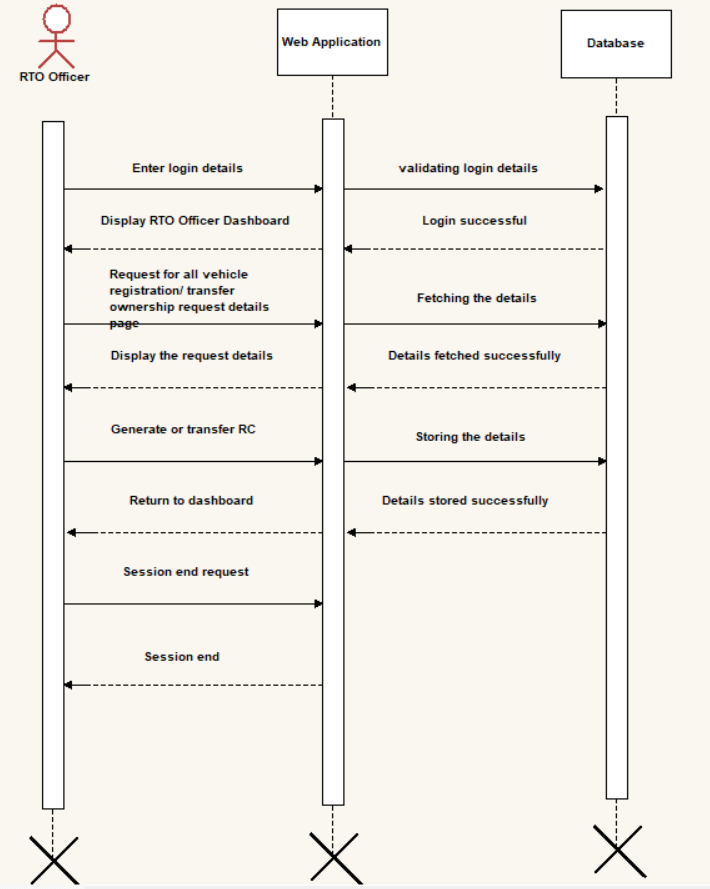 RTO Officer
Web Application
Database
Enter login details
validating login details
Display RTO Officer Dashboard
Login successful
Request for all vehicle
registration/ transfer
ownership request details
page
Fetching the details
Display the request details
Details fetched successfully
Generate or transfer RC
Storing the details
Return to dashboard
Details stored successfully
Session end request
Session end